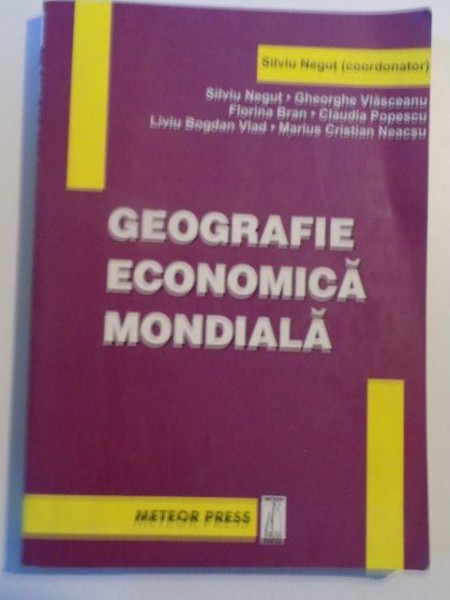 Silviu Neguț (coordonator)
Silviu Neguț • Gheorghe Vlăsceanu
Florina Bran • Claudia Popescu
Liviu Bogdan Vlad • Marius Cristian Neacșu
GEOGRAFIE
ECONOMICĂ
MONDIALĂ
METEOR PRESS